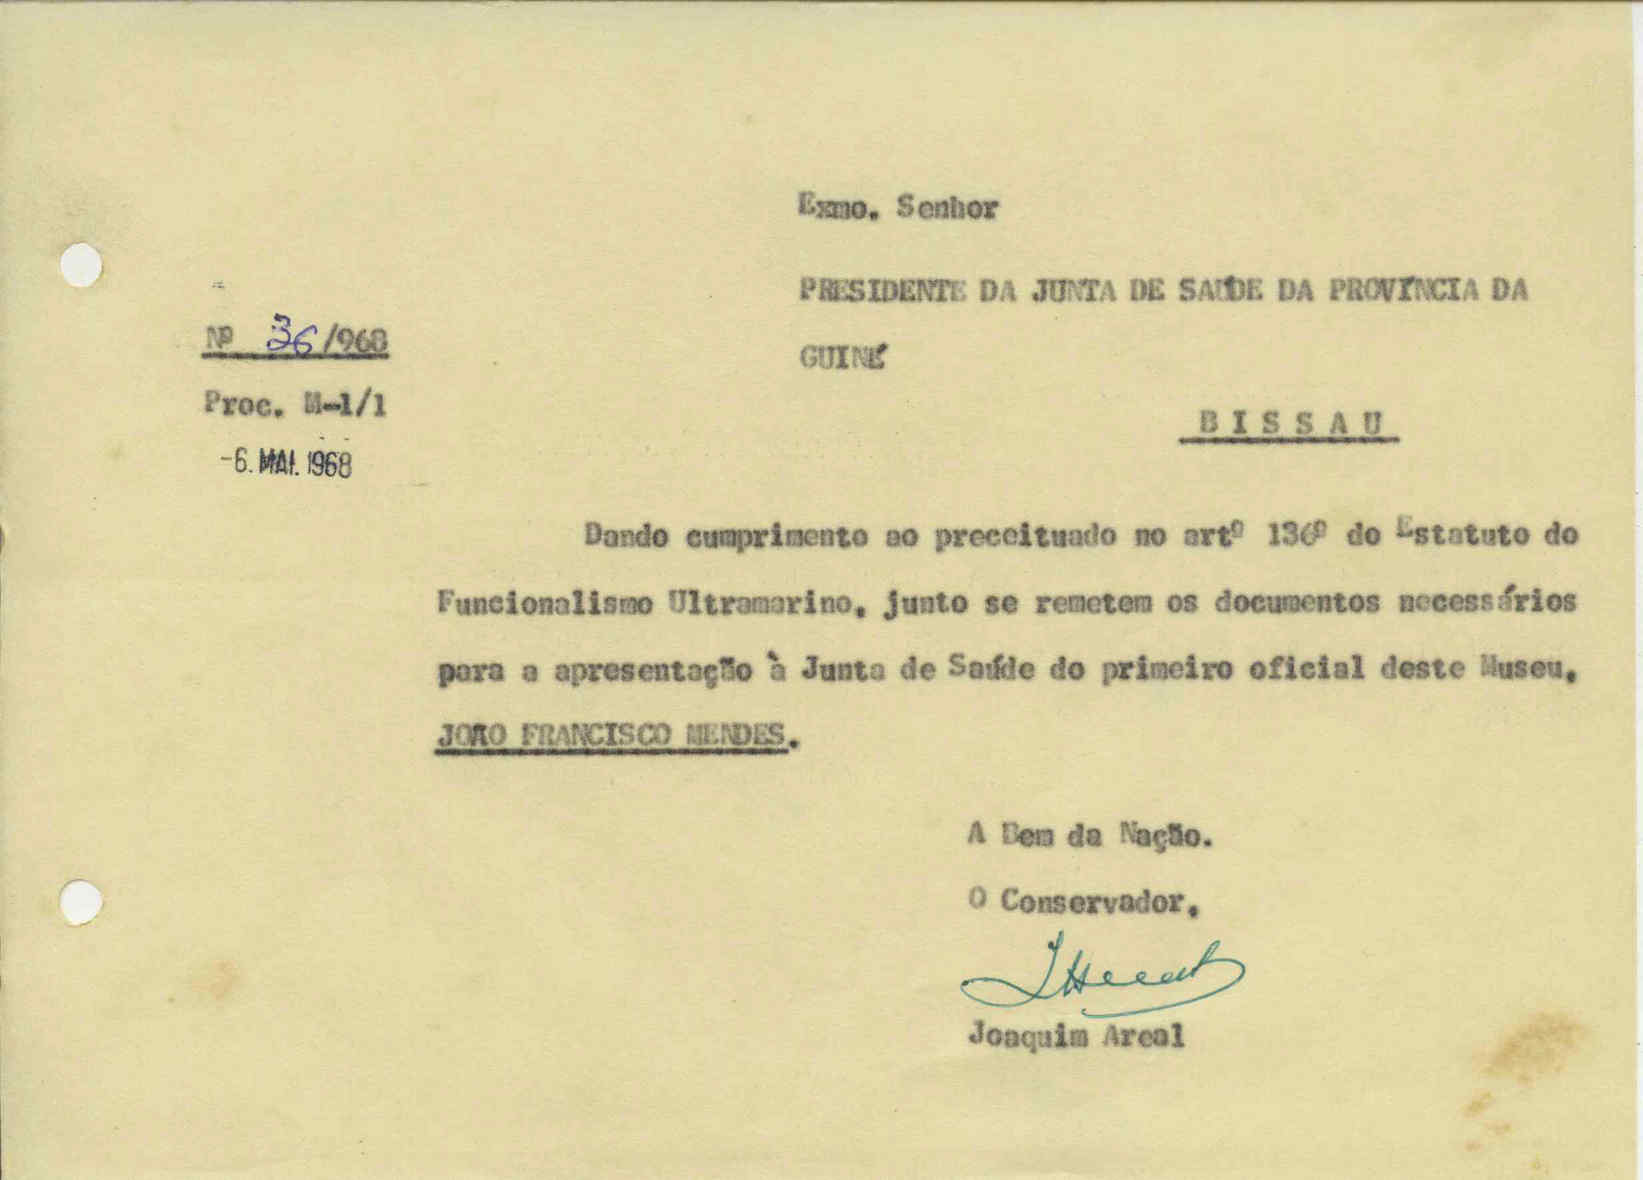 Exmo. Senhor
PRESIDENTE DA JUNTA DE SAÚDE DA PROVÍNCIA DA
GUINÉ
BISSAU
Nº 36/968
Proc. M-1/1
-6. MAI. 1968
Dando cumprimento ao preceituado no artº 136º do Estatuto do
Funcionalismo Ultramarino, junto se remetem os documentos necessários
para a apresentação à Junta de Saúde do primeiro oficial deste Museu,
JOÃO FRANCISCO MENDES.
A Bem da Nação.
O Conservador,
Joaquim Areal